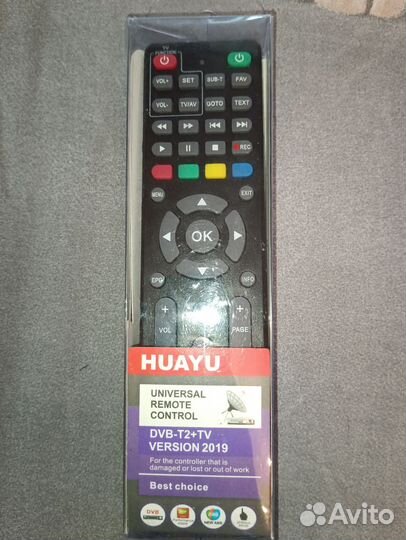 TV
FUNCTION
VOL+ SET SUB-T FAV
VOL- TV/AV GOTO TEXT
REC
MENU EXIT
OK
EPG INFO
+ +
VOL PAGE
HUAYU
UNIVERSAL
REMOTE
CONTROL
DVB-T2+TV
VERSION 2019
For the controller that is
damaged or lost or out of work
Best choice
DVB
Avito